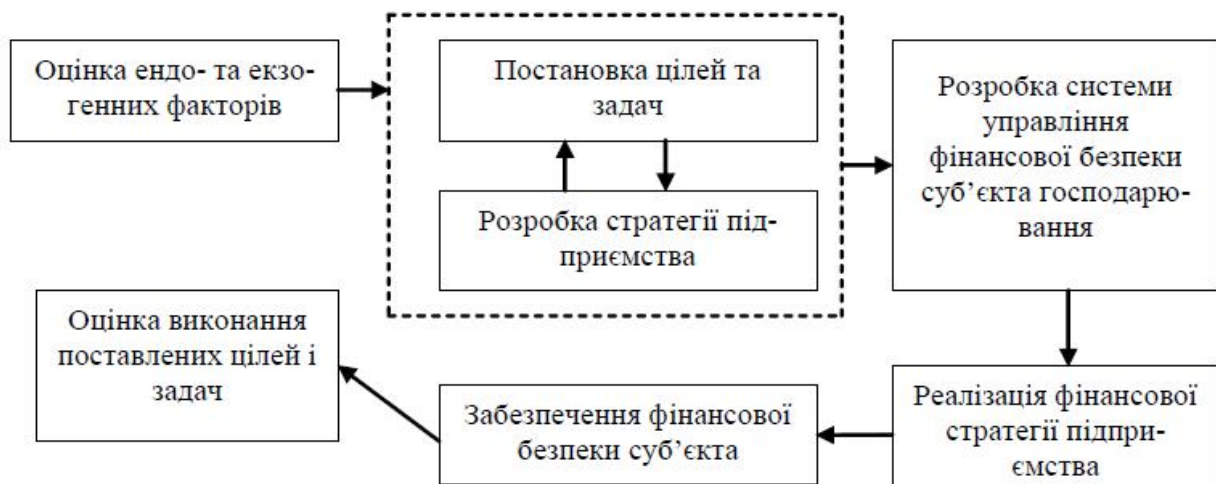 Оцінка ендо- та екзо-
генних факторів
Постановка цілей та
задач
Розробка стратегії під-
приємства
Розробка системи
управління
фінансової безпеки
суб’єкта господарю-
вання
Реалізація фінансової
стратегії підпри-
ємства
Забезпечення фінансової
безпеки суб’єкта
Оцінка виконання
поставлених цілей і
задач